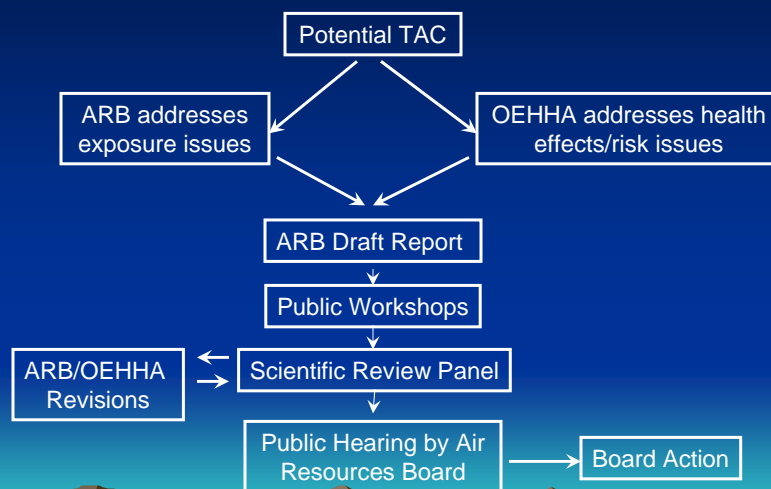 Potential TAC
ARB addresses
exposure issues
OEHHA addresses health
effects/risk issues
ARB Draft Report
Public Workshops
Scientific Review Panel
ARB/OEHHA
Revisions
Public Hearing by Air
Resources Board
Board Action